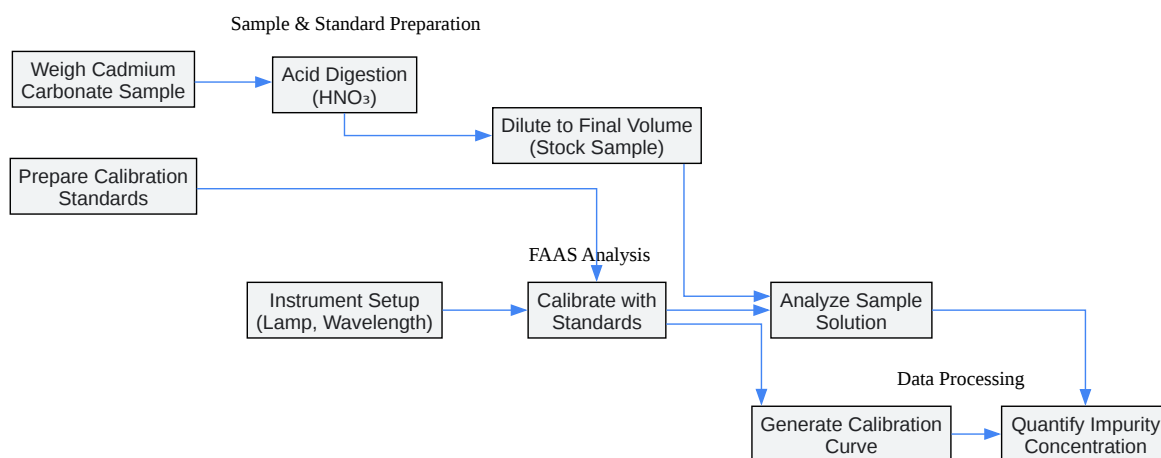 Sample & Standard Preparation
Weigh Cadmium
Carbonate Sample
Acid Digestion
(HNO₃)
Dilute to Final Volume
(Stock Sample)
Prepare Calibration
Standards
FAAS Analysis
Instrument Setup
(Lamp, Wavelength)
Calibrate with
Standards
Analyze Sample
Solution
Data Processing
Generate Calibration
Curve
Quantify Impurity
Concentration